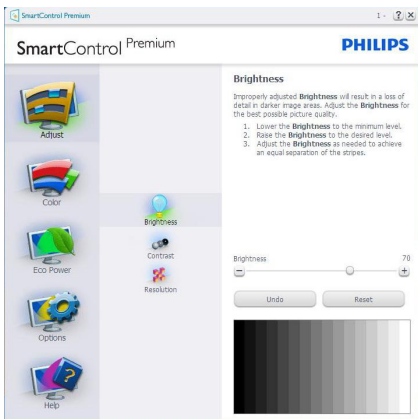 SmartControl Premium
1 - ? X
SmartControl Premium
PHILIPS
Adjust
Color
Eco Power
Options
Help
Brightness
Contrast
Resolution
Brightness
Improperly adjusted Brightness will result in a loss of
detail in darker image areas. Adjust the Brightness for
the best possible picture quality.
1. Lower the Brightness to the minimum level.
2. Raise the Brightness to the desired level.
3. Adjust the Brightness as needed to achieve
an equal separation of the stripes.
Brightness 70
Undo Reset